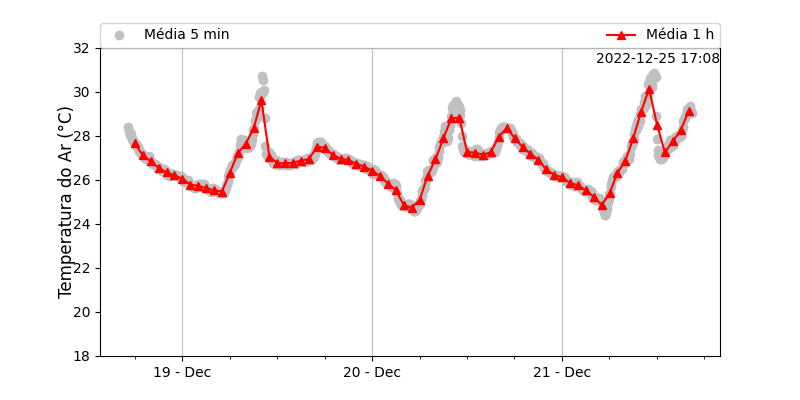 Média 5 min
Média 1 h
2022-12-25 17:08
Temperatura do Ar (°C)
32
30
28
26
24
22
20
18
19 - Dec
20 - Dec
21 - Dec